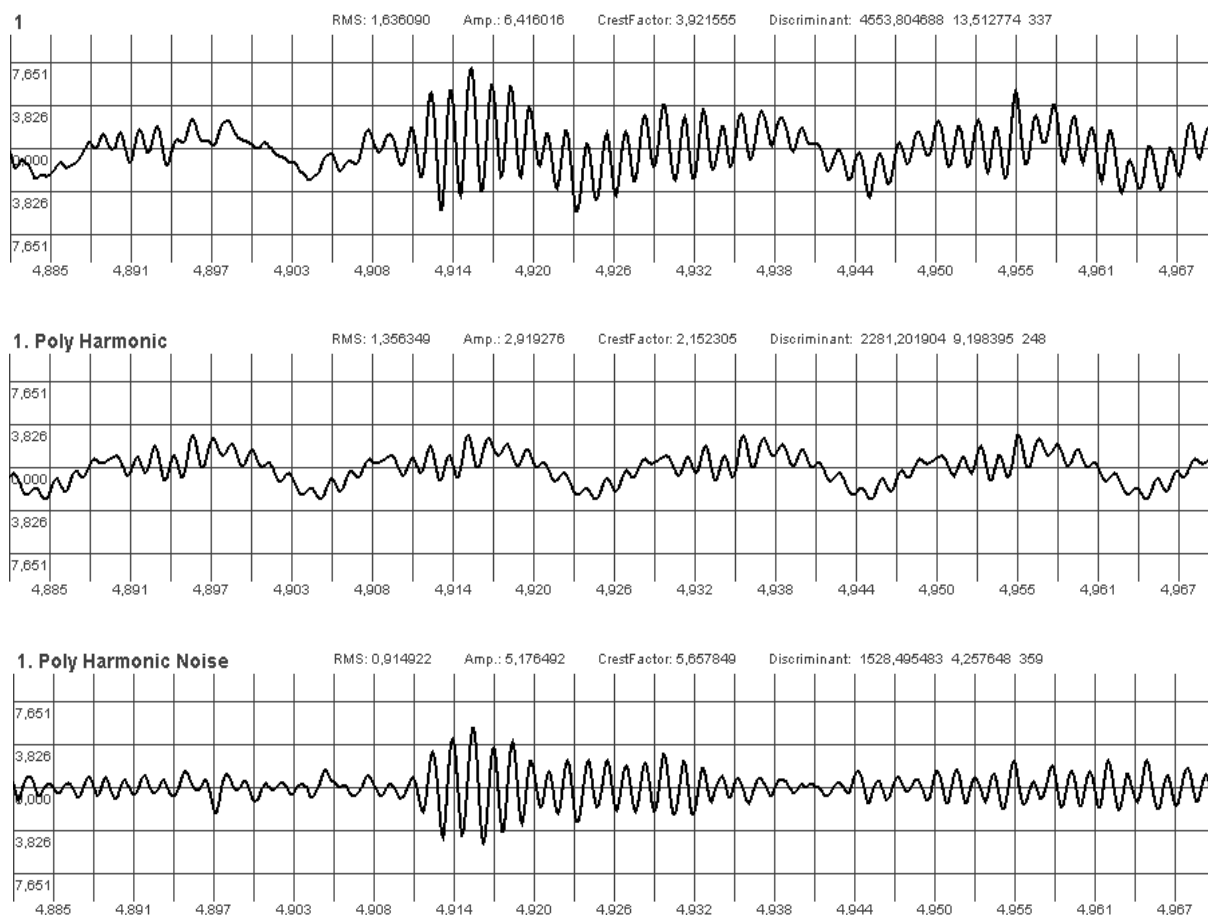 1 RMS: 1,636090 Amp.: 6,416016 CrestFactor: 3,921555 Discriminant: 4553,804688 13,512774 337
7,651
3,826
0,000
3,826
7,651
4,885 4,891 4,897 4,903 4,908 4,914 4,920 4,926 4,932 4,938 4,944 4,950 4,955 4,961 4,967
1. Poly Harmonic RMS: 1,356349 Amp.: 2,919276 CrestFactor: 2,152305 Discriminant: 2281,201904 9,198395 248
7,651
3,826
0,000
3,826
7,651
4,885 4,891 4,897 4,903 4,908 4,914 4,920 4,926 4,932 4,938 4,944 4,950 4,955 4,961 4,967
1. Poly Harmonic Noise RMS: 0,914922 Amp.: 5,176492 CrestFactor: 5,657849 Discriminant: 1528,495483 4,257648 359
7,651
3,826
0,000
3,826
7,651
4,885 4,891 4,897 4,903 4,908 4,914 4,920 4,926 4,932 4,938 4,944 4,950 4,955 4,961 4,967